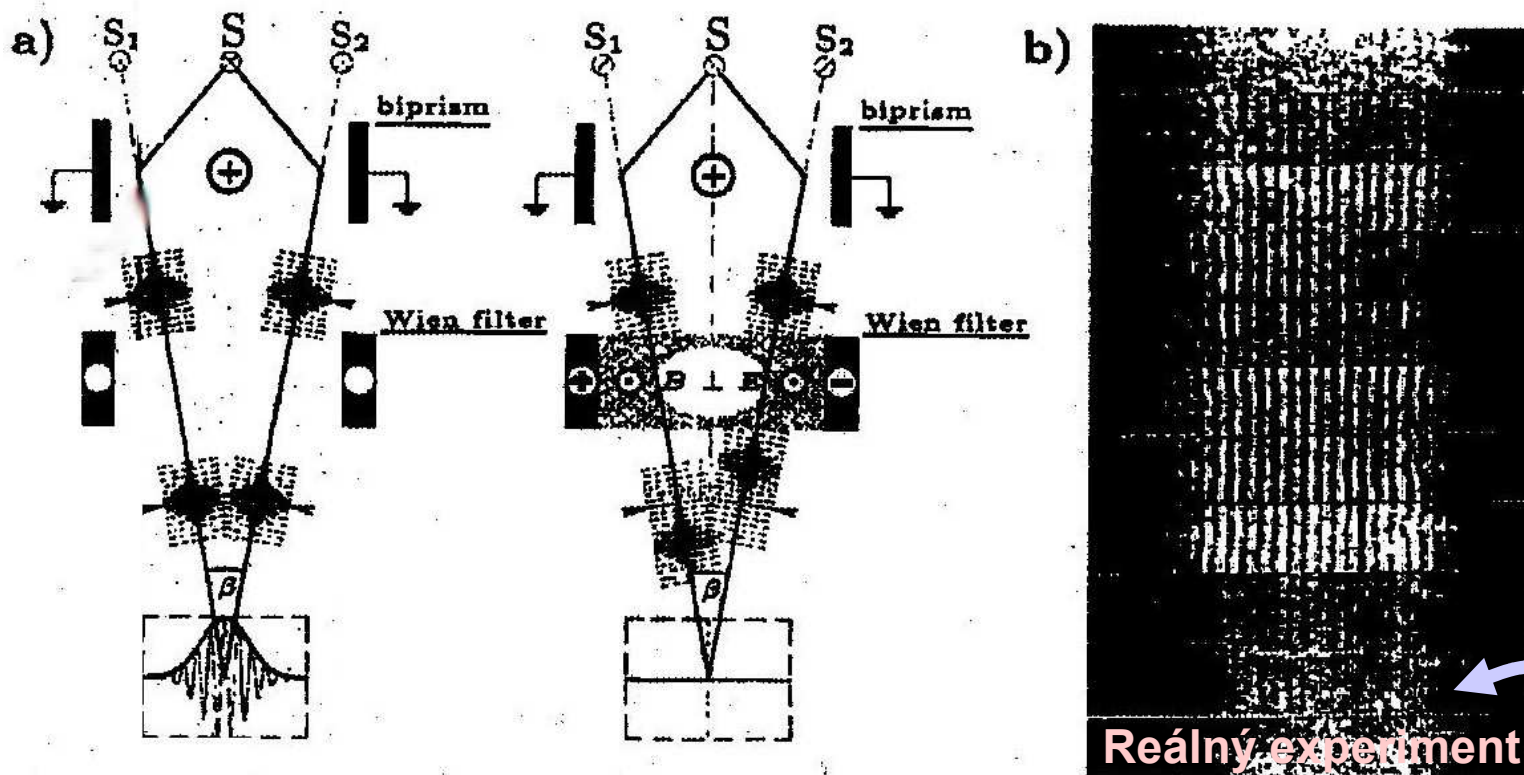 a)
S1 S S2
biprism
+
Wien filter
β
S1 S S2
biprism
+
Wien filter
+ B ⊥ E −
β
b)
Reálný experiment